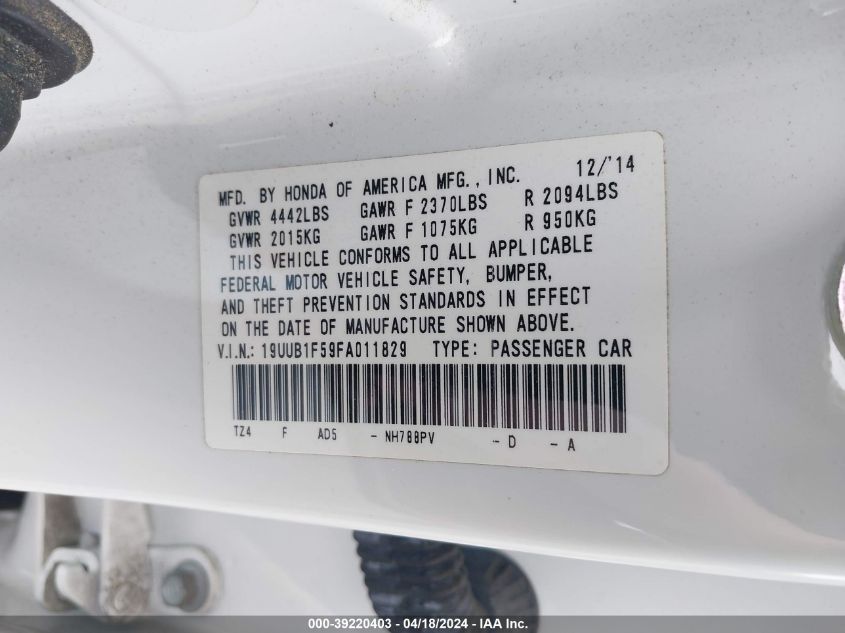 MFD. BY HONDA OF AMERICA MFG., INC. 12/'14
GVWR 4442LBS GAWR F 2370LBS R 2094LBS
GVWR 2015KG GAWR F 1075KG R 950KG
THIS VEHICLE CONFORMS TO ALL APPLICABLE
FEDERAL MOTOR VEHICLE SAFETY, BUMPER,
AND THEFT PREVENTION STANDARDS IN EFFECT
ON THE DATE OF MANUFACTURE SHOWN ABOVE.
V.I.N.: 19UUB1F59FA011829 TYPE: PASSENGER CAR
TZ4 F AD5 - NH788PV - D - A
000-39220403 - 04/18/2024 - IAA Inc.